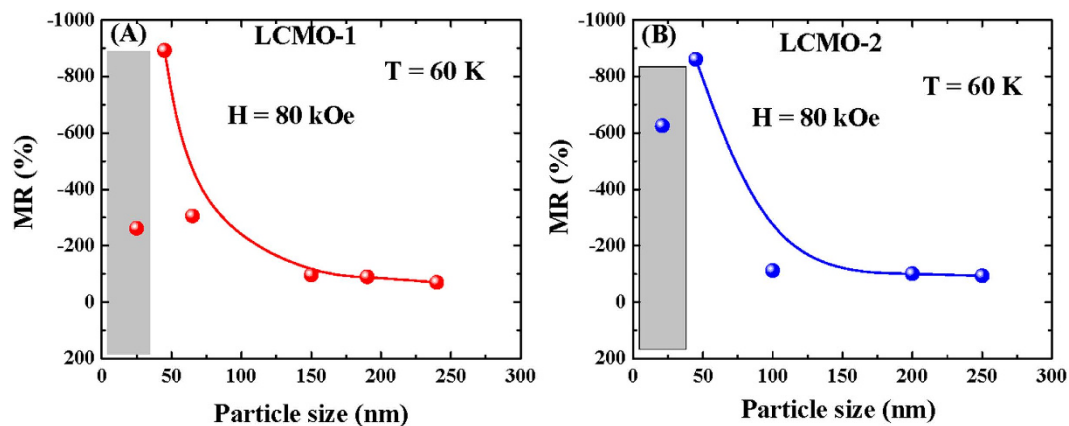 (A)
LCMO-1
T = 60 K
H = 80 kOe
MR (%)
-1000
-800
-600
-400
-200
0
200
0 50 100 150 200 250 300
Particle size (nm)
(B)
LCMO-2
T = 60 K
H = 80 kOe
MR (%)
-1000
-800
-600
-400
-200
0
200
0 50 100 150 200 250 300
Particle size (nm)